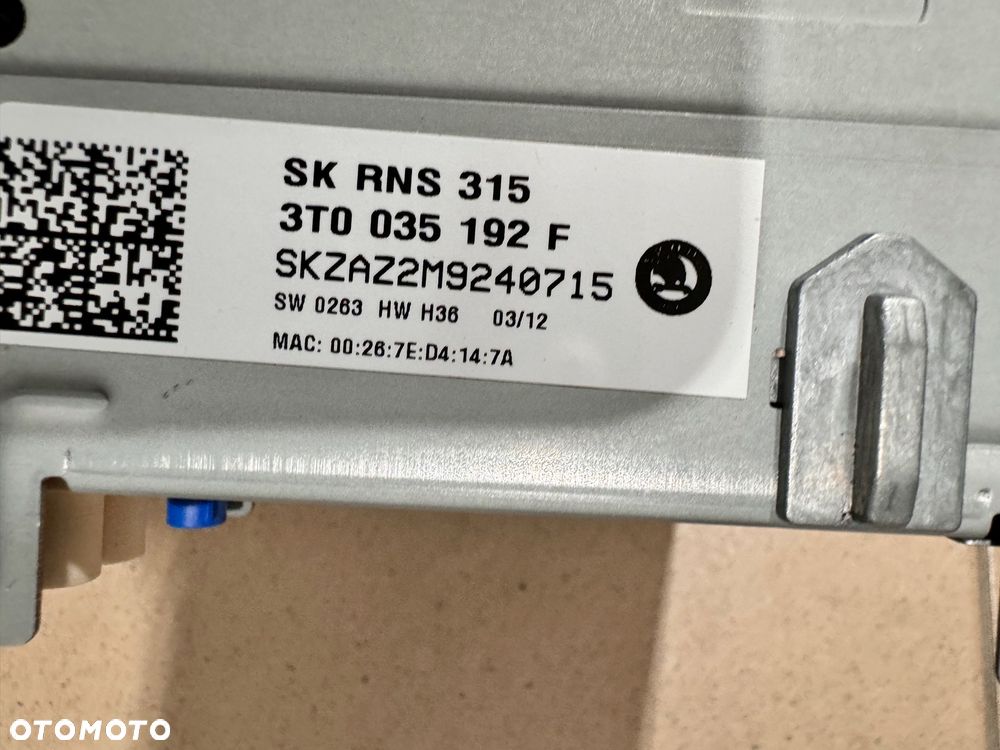 SK RNS 315
3T0 035 192 F
SKZAZ2M9240715
SW 0263 HW H36 03/12
MAC: 00:26:7E:D4:14:7A
OTOMOTO